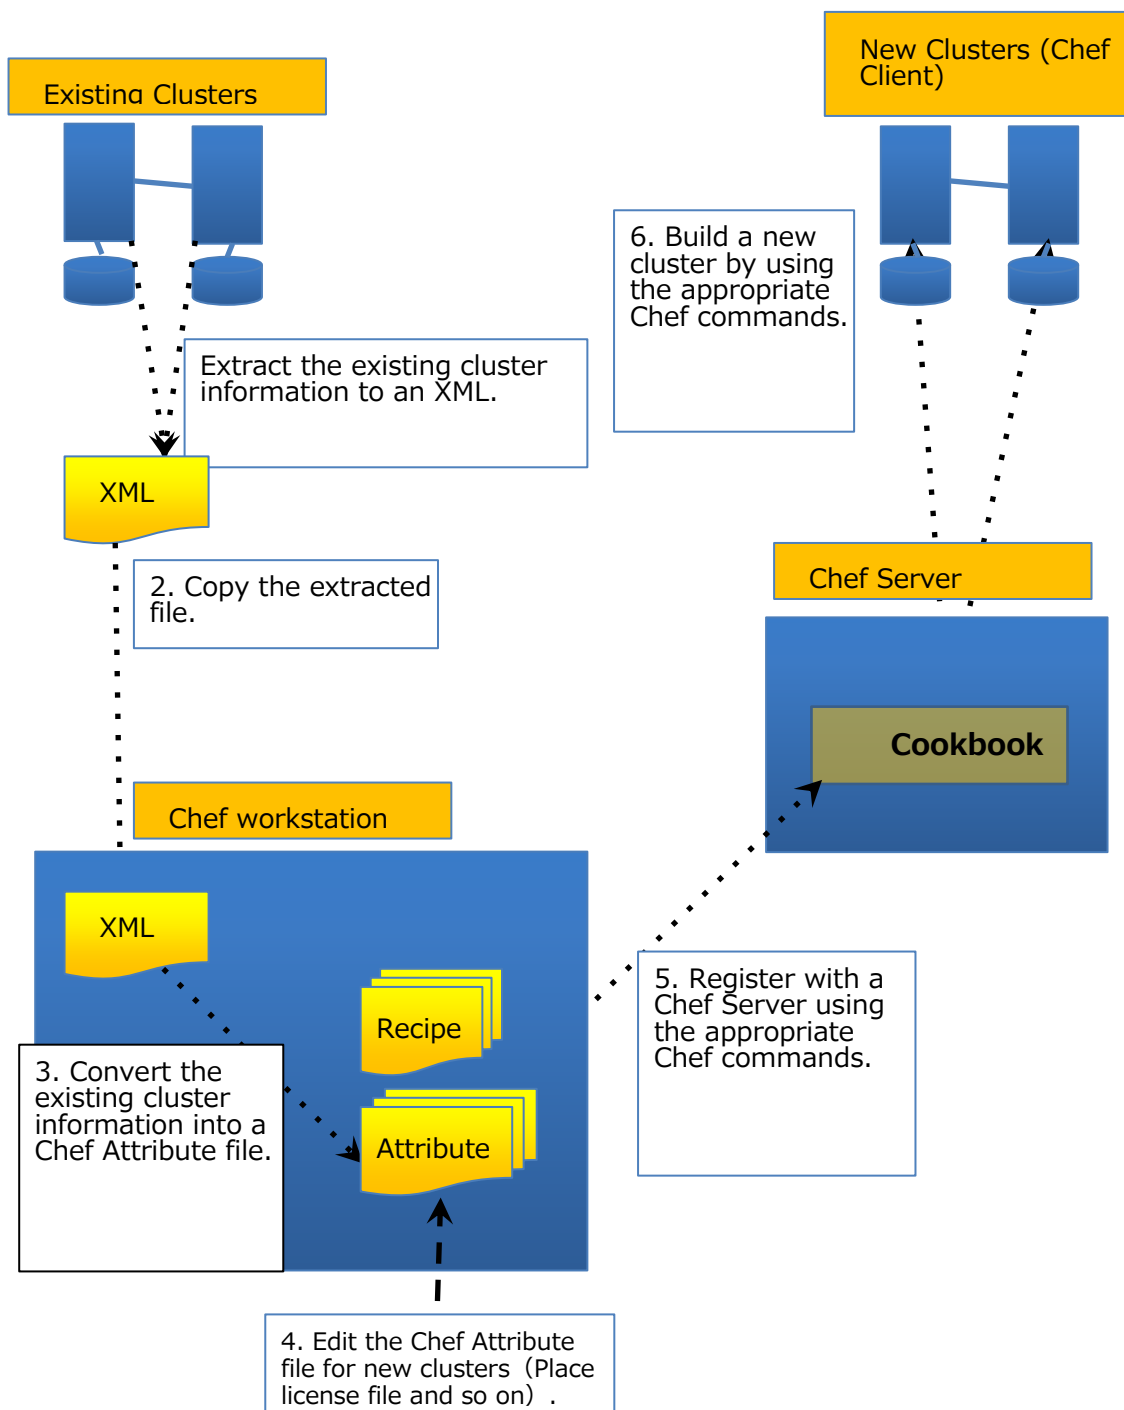 New Clusters (Chef
Client)
Existing Clusters
6. Build a new
cluster by using
the appropriate
Chef commands.
Extract the existing cluster
information to an XML.
XML
2. Copy the extracted
file.
Chef Server
Cookbook
Chef workstation
XML
Recipe
5. Register with a
Chef Server using
the appropriate
Chef commands.
3. Convert the
existing cluster
information into a
Chef Attribute file.
Attribute
4. Edit the Chef Attribute
file for new clusters（Place
license file and so on）.